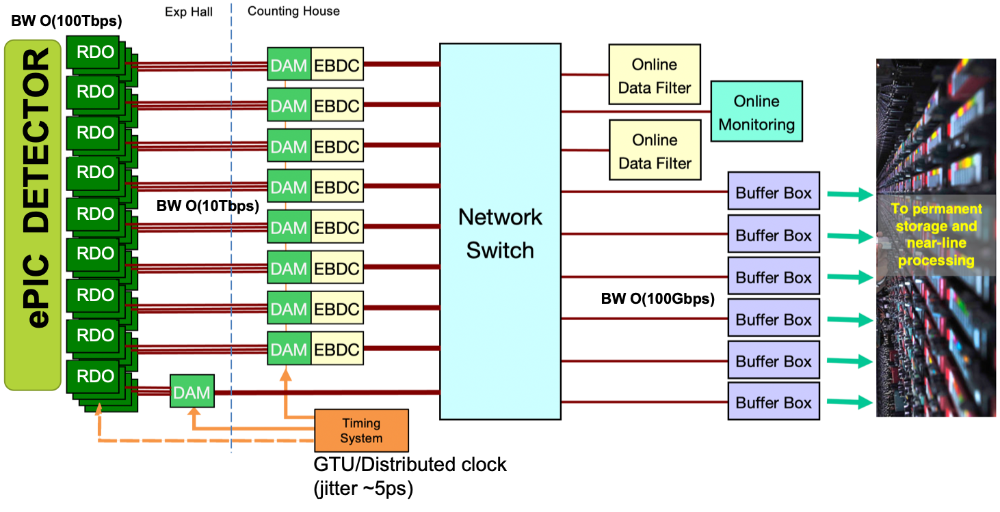 Exp Hall
Counting House
BW O(100Tbps)
ePIC DETECTOR
RDO
RDO
RDO
RDO
RDO
RDO
RDO
RDO
RDO
BW O(10Tbps)
DAM EBDC
DAM EBDC
DAM EBDC
DAM EBDC
DAM EBDC
DAM EBDC
DAM EBDC
DAM EBDC
DAM
Timing
System
GTU/Distributed clock
(jitter ~5ps)
Network
Switch
Online
Data Filter
Online
Monitoring
Online
Data Filter
BW O(100Gbps)
Buffer Box
Buffer Box
Buffer Box
Buffer Box
Buffer Box
Buffer Box
To permanent
storage and
near-line
processing